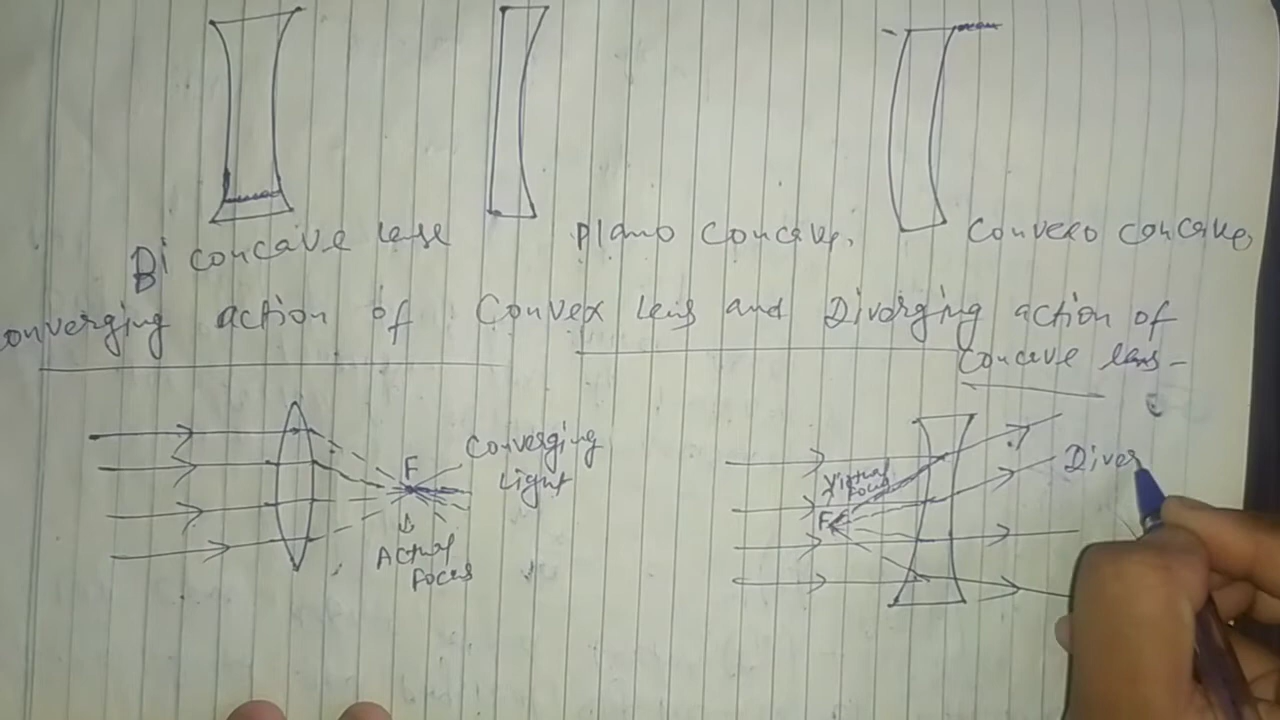 Bi concave lense
Plano concave.
Convexo concave,
Converging action of Convex lens and Diverging action of
concave lens-
F
Converging
light
Actual
Focus
Virtual
Focus
F
Diver